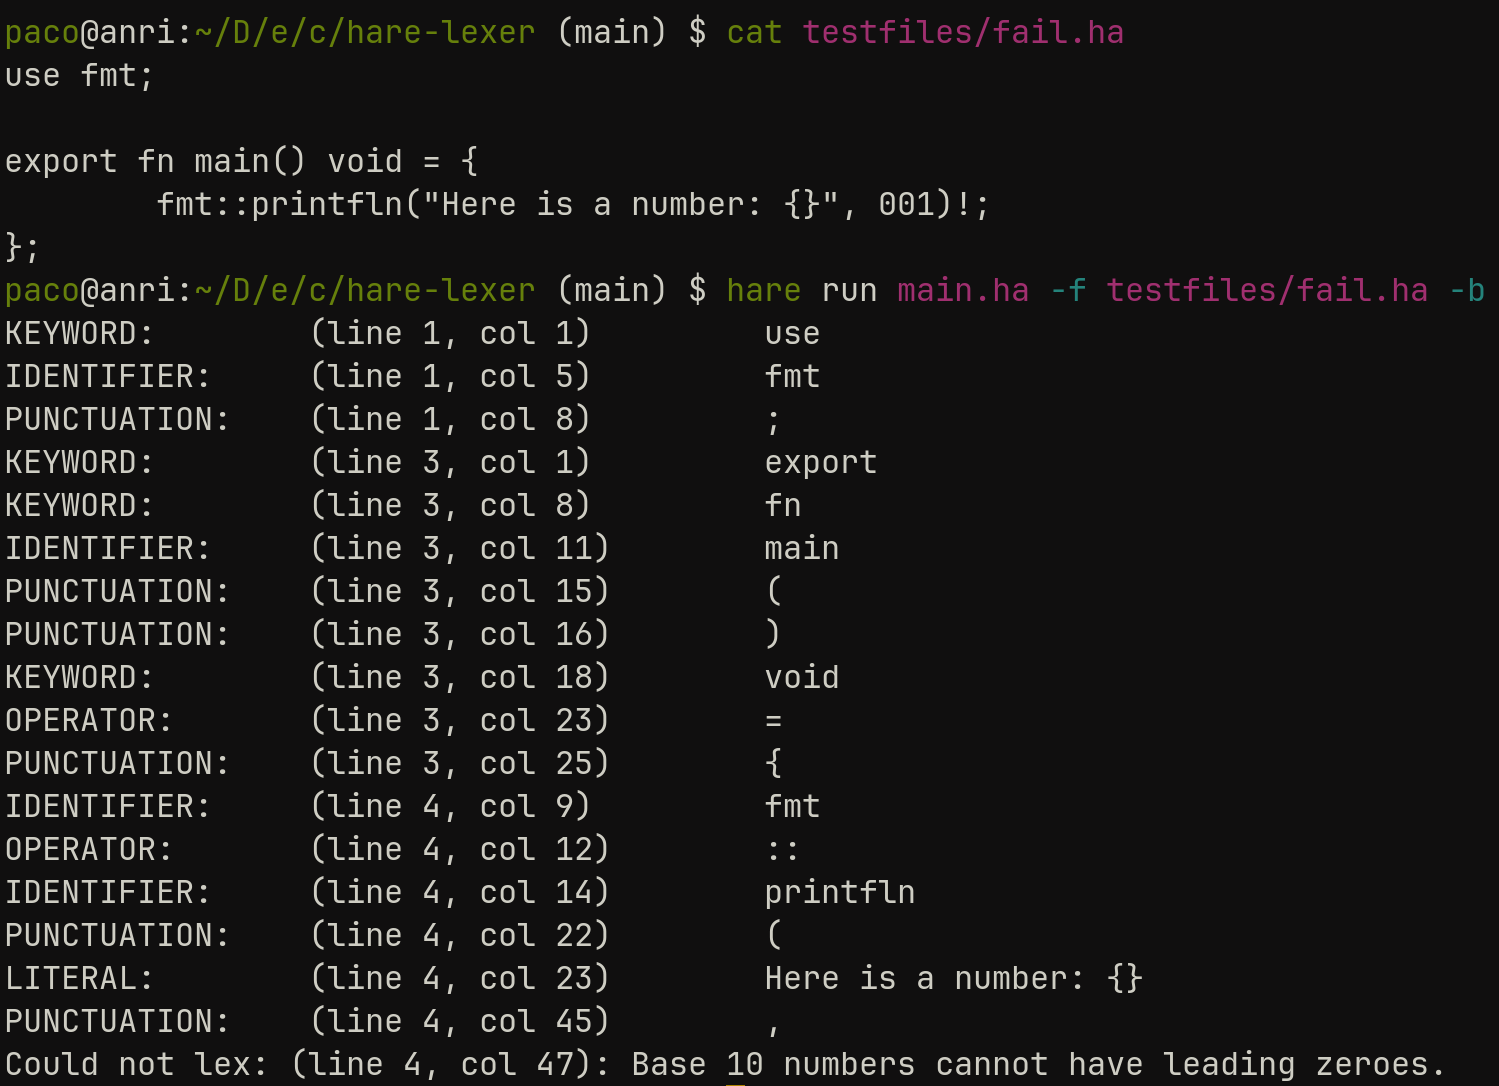 paco@anri:~/D/e/c/hare-lexer (main) $ cat testfiles/fail.ha
use fmt;

export fn main() void = {
        fmt::printfln("Here is a number: {}", 001)!;
};
paco@anri:~/D/e/c/hare-lexer (main) $ hare run main.ha -f testfiles/fail.ha -b
KEYWORD:        (line 1, col 1)         use
IDENTIFIER:     (line 1, col 5)         fmt
PUNCTUATION:    (line 1, col 8)         ;
KEYWORD:        (line 3, col 1)         export
KEYWORD:        (line 3, col 8)         fn
IDENTIFIER:     (line 3, col 11)        main
PUNCTUATION:    (line 3, col 15)        (
PUNCTUATION:    (line 3, col 16)        )
KEYWORD:        (line 3, col 18)        void
OPERATOR:       (line 3, col 23)        =
PUNCTUATION:    (line 3, col 25)        {
IDENTIFIER:     (line 4, col 9)         fmt
OPERATOR:       (line 4, col 12)        ::
IDENTIFIER:     (line 4, col 14)        printfln
PUNCTUATION:    (line 4, col 22)        (
LITERAL:        (line 4, col 23)        Here is a number: {}
PUNCTUATION:    (line 4, col 45)        ,
Could not lex: (line 4, col 47): Base 10 numbers cannot have leading zeroes.